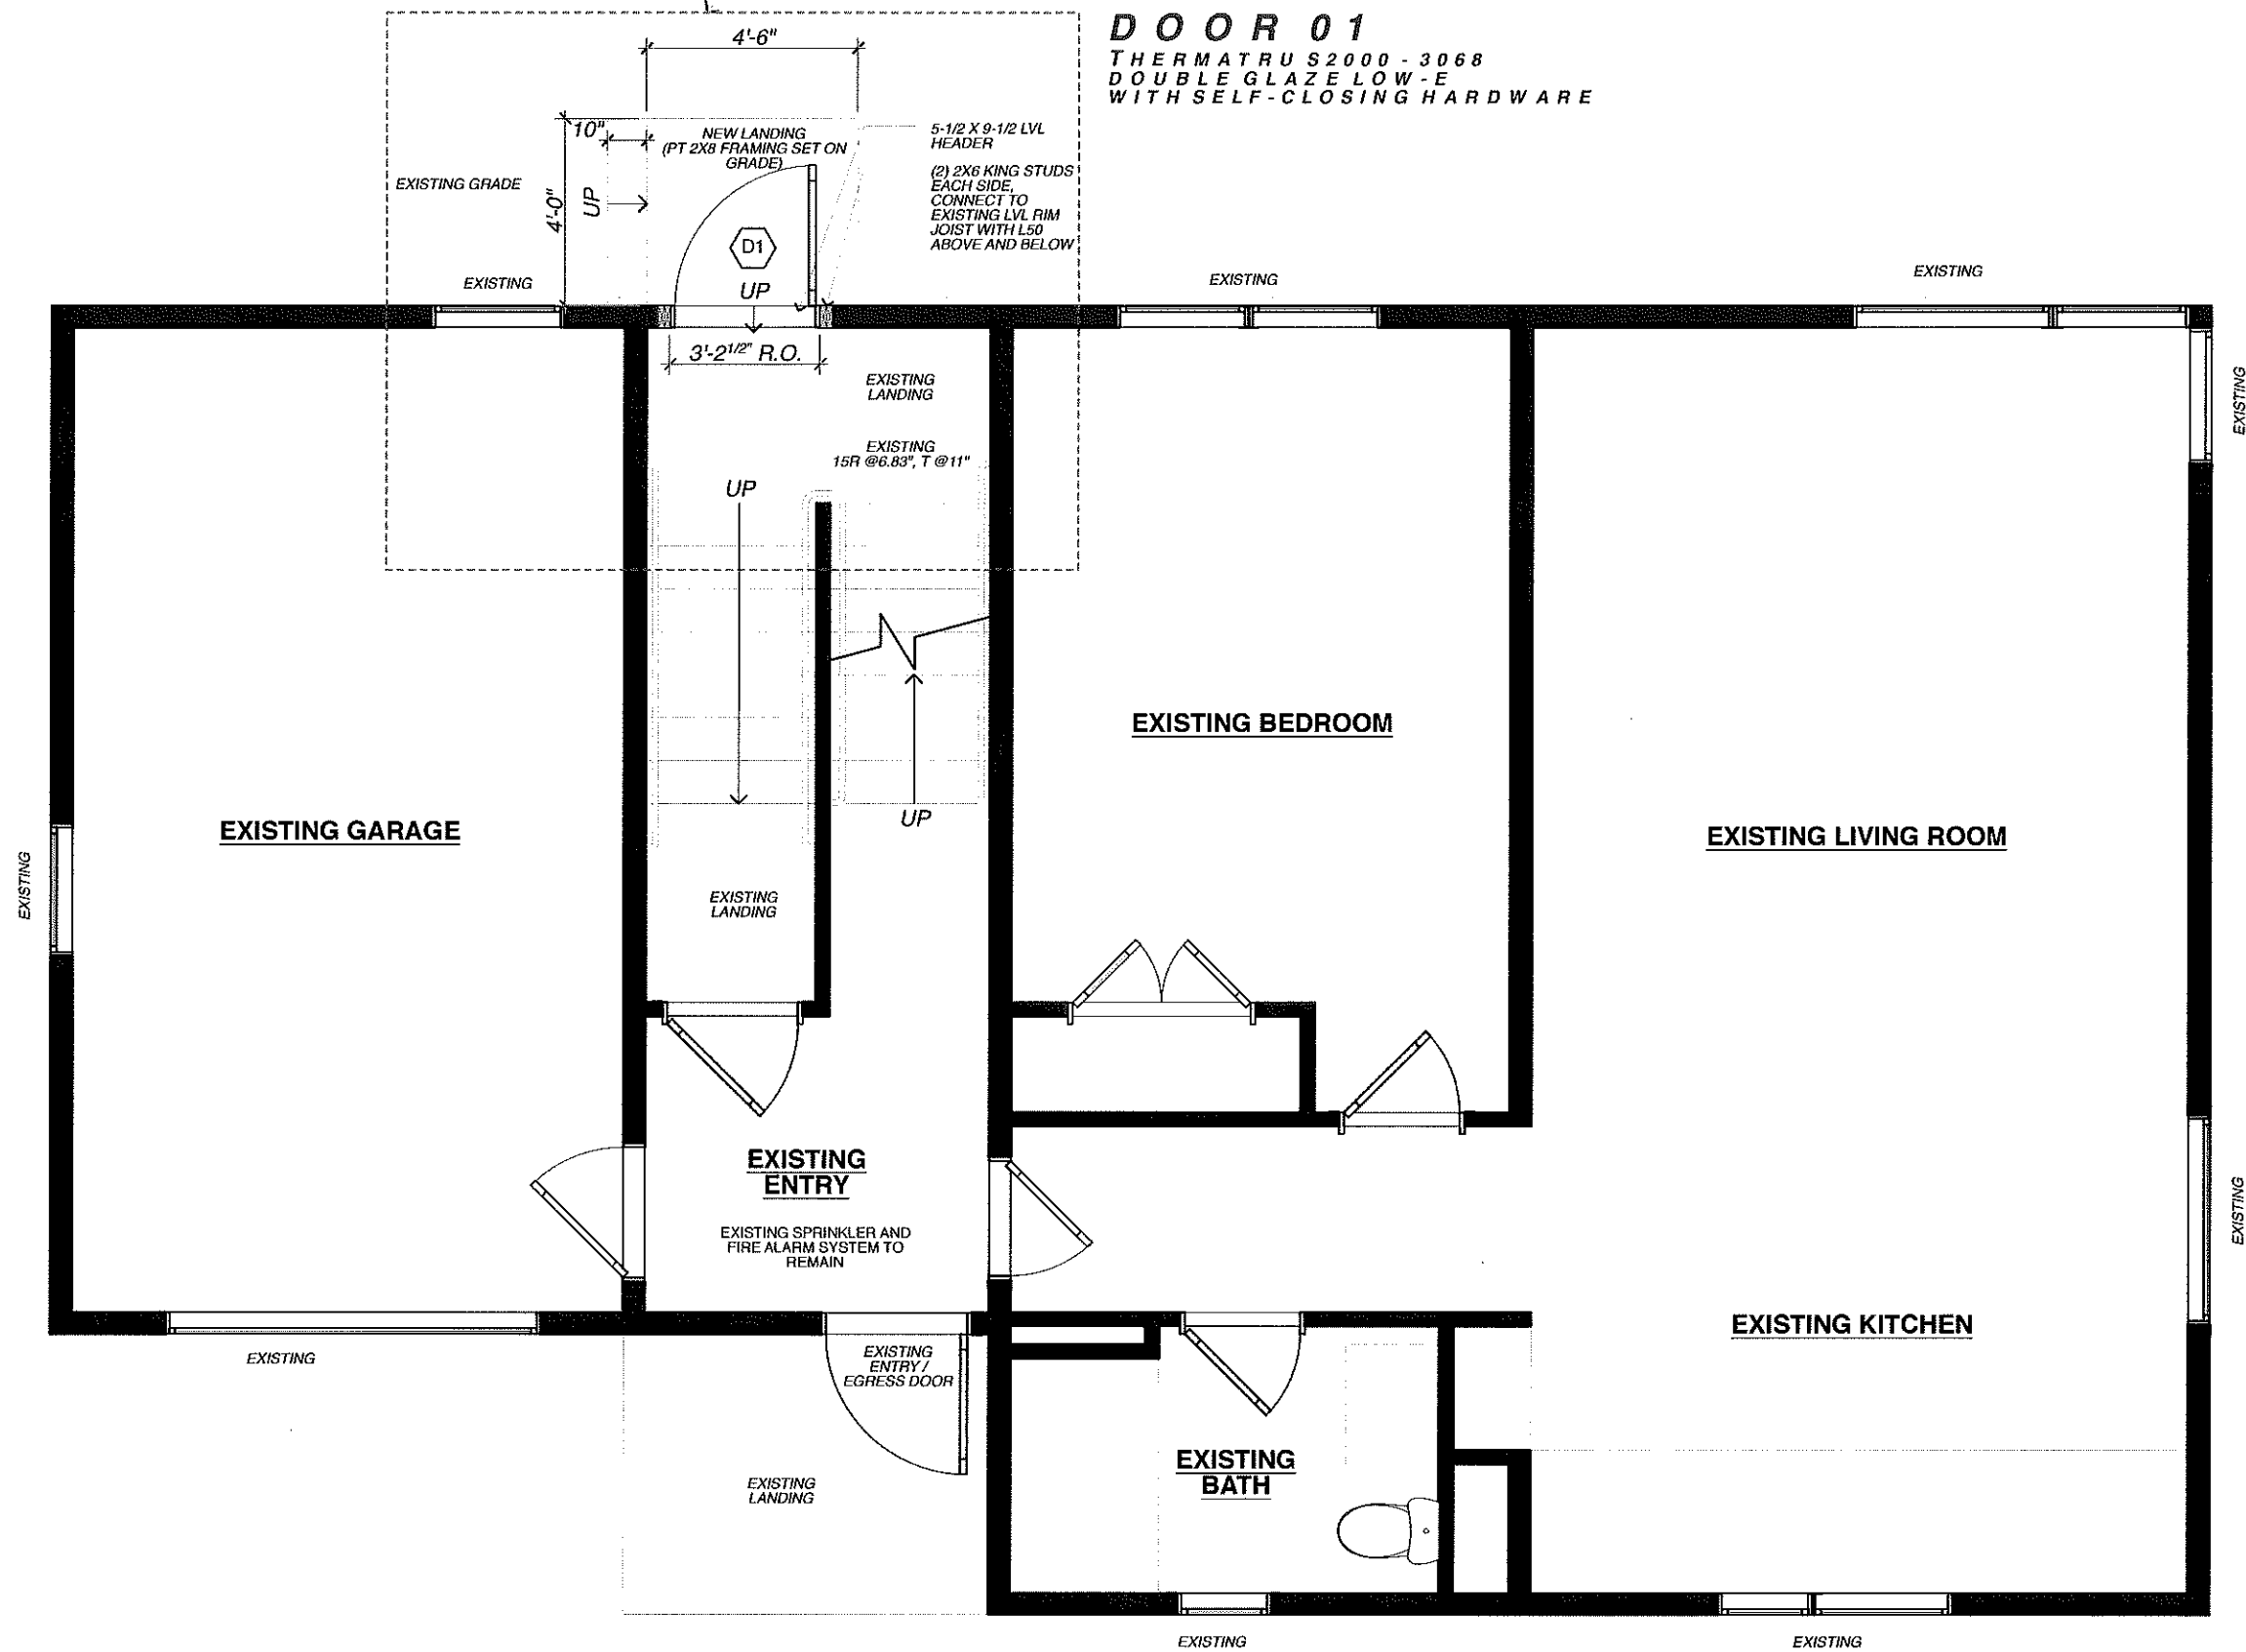 DOOR 01
THERMATRU S2000 - 3068
DOUBLE GLAZE LOW-E
WITH SELF-CLOSING HARDWARE
4'-6"
10"
NEW LANDING
(PT 2X8 FRAMING SET ON
GRADE)
5-1/2 X 9-1/2 LVL
HEADER
(2) 2X6 KING STUDS
EACH SIDE,
CONNECT TO
EXISTING LVL RIM
JOIST WITH L50
ABOVE AND BELOW
EXISTING GRADE
4'-0"
UP
D1
UP
EXISTING
EXISTING
EXISTING
3'-2 1/2" R.O.
EXISTING
LANDING
EXISTING
EXISTING
15R @6.83", T @11"
UP
EXISTING BEDROOM
UP
EXISTING GARAGE
EXISTING LIVING ROOM
EXISTING
EXISTING
LANDING
EXISTING
ENTRY
EXISTING SPRINKLER AND
FIRE ALARM SYSTEM TO
REMAIN
EXISTING
EXISTING KITCHEN
EXISTING
EXISTING
ENTRY /
EGRESS DOOR
EXISTING
BATH
EXISTING
LANDING
EXISTING
EXISTING